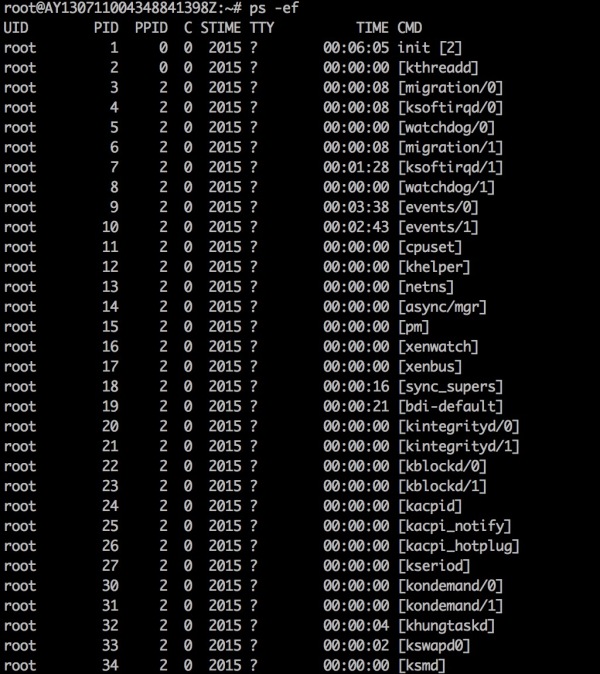 root@AY130711004348841398Z:~# ps -ef
UID        PID  PPID  C STIME TTY          TIME CMD
root         1     0  0  2015 ?        00:06:05 init [2]
root         2     0  0  2015 ?        00:00:00 [kthreadd]
root         3     2  0  2015 ?        00:00:08 [migration/0]
root         4     2  0  2015 ?        00:00:08 [ksoftirqd/0]
root         5     2  0  2015 ?        00:00:00 [watchdog/0]
root         6     2  0  2015 ?        00:00:08 [migration/1]
root         7     2  0  2015 ?        00:01:28 [ksoftirqd/1]
root         8     2  0  2015 ?        00:00:00 [watchdog/1]
root         9     2  0  2015 ?        00:03:38 [events/0]
root        10     2  0  2015 ?        00:02:43 [events/1]
root        11     2  0  2015 ?        00:00:00 [cpuset]
root        12     2  0  2015 ?        00:00:00 [khelper]
root        13     2  0  2015 ?        00:00:00 [netns]
root        14     2  0  2015 ?        00:00:00 [async/mgr]
root        15     2  0  2015 ?        00:00:00 [pm]
root        16     2  0  2015 ?        00:00:00 [xenwatch]
root        17     2  0  2015 ?        00:00:00 [xenbus]
root        18     2  0  2015 ?        00:00:16 [sync_supers]
root        19     2  0  2015 ?        00:00:21 [bdi-default]
root        20     2  0  2015 ?        00:00:00 [kintegrityd/0]
root        21     2  0  2015 ?        00:00:00 [kintegrityd/1]
root        22     2  0  2015 ?        00:00:00 [kblockd/0]
root        23     2  0  2015 ?        00:00:00 [kblockd/1]
root        24     2  0  2015 ?        00:00:00 [kacpid]
root        25     2  0  2015 ?        00:00:00 [kacpi_notify]
root        26     2  0  2015 ?        00:00:00 [kacpi_hotplug]
root        27     2  0  2015 ?        00:00:00 [kseriod]
root        30     2  0  2015 ?        00:00:00 [kondemand/0]
root        31     2  0  2015 ?        00:00:00 [kondemand/1]
root        32     2  0  2015 ?        00:00:04 [khungtaskd]
root        33     2  0  2015 ?        00:00:02 [kswapd0]
root        34     2  0  2015 ?        00:00:00 [ksmd]